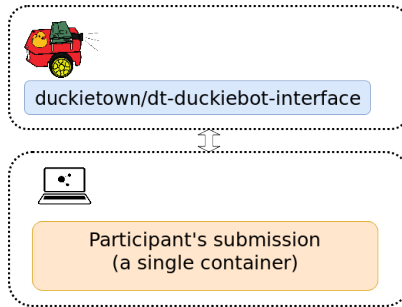 duckietown/dt-duckiebot-interface
Participant's submission
(a single container)